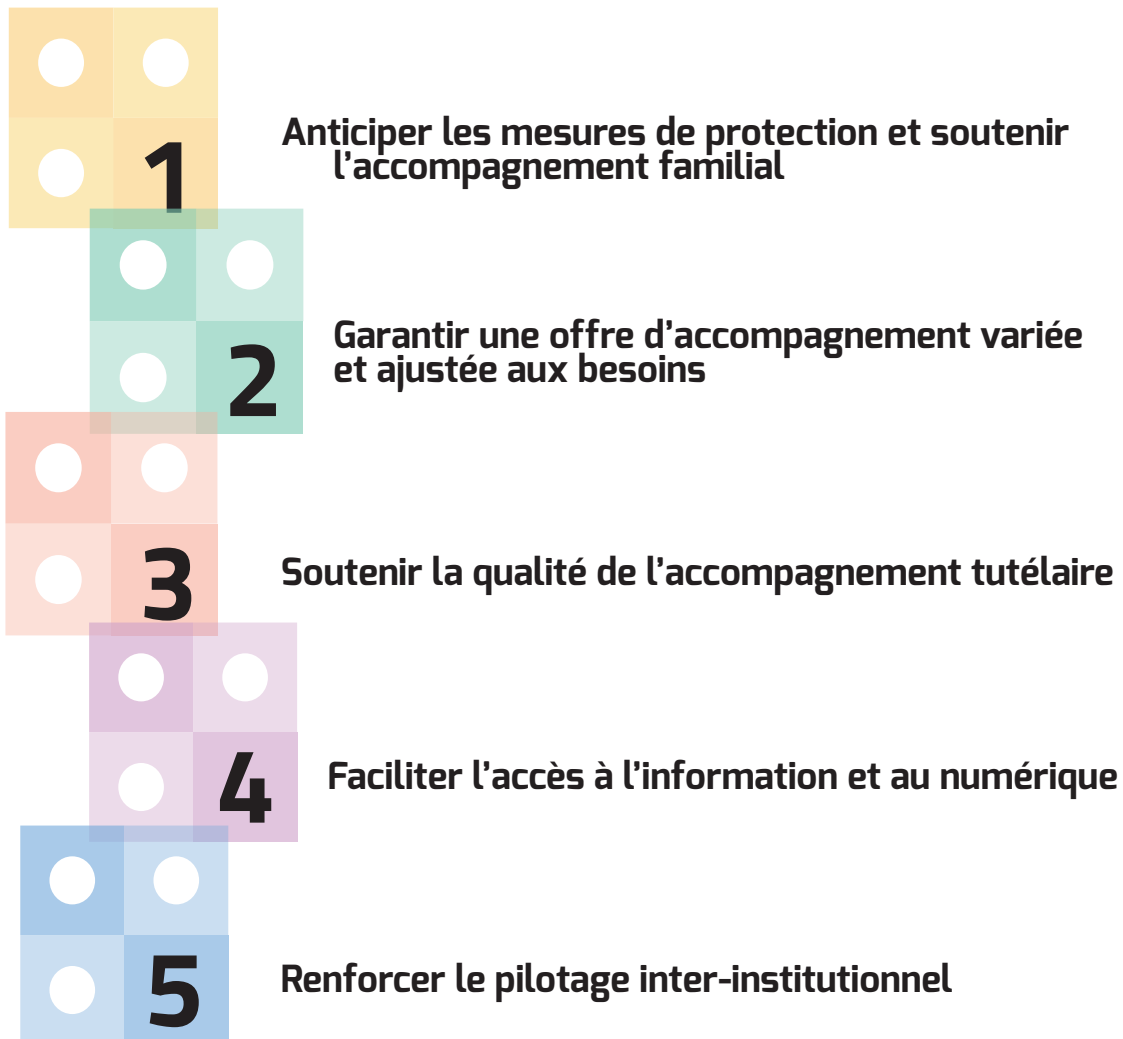 1
Anticiper les mesures de protection et soutenir
l’accompagnement familial
2
Garantir une offre d’accompagnement variée
et ajustée aux besoins
3
Soutenir la qualité de l’accompagnement tutélaire
4
Faciliter l’accès à l’information et au numérique
5
Renforcer le pilotage inter-institutionnel